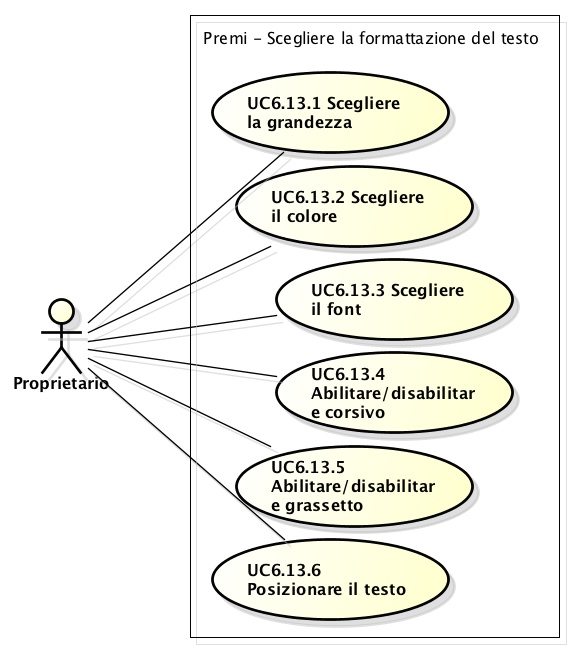 Premi - Scegliere la formattazione del testo
UC6.13.1 Scegliere
la grandezza
UC6.13.2 Scegliere
il colore
UC6.13.3 Scegliere
il font
UC6.13.4
Abilitare/disabilitar
e corsivo
Proprietario
UC6.13.5
Abilitare/disabilitar
e grassetto
UC6.13.6
Posizionare il testo